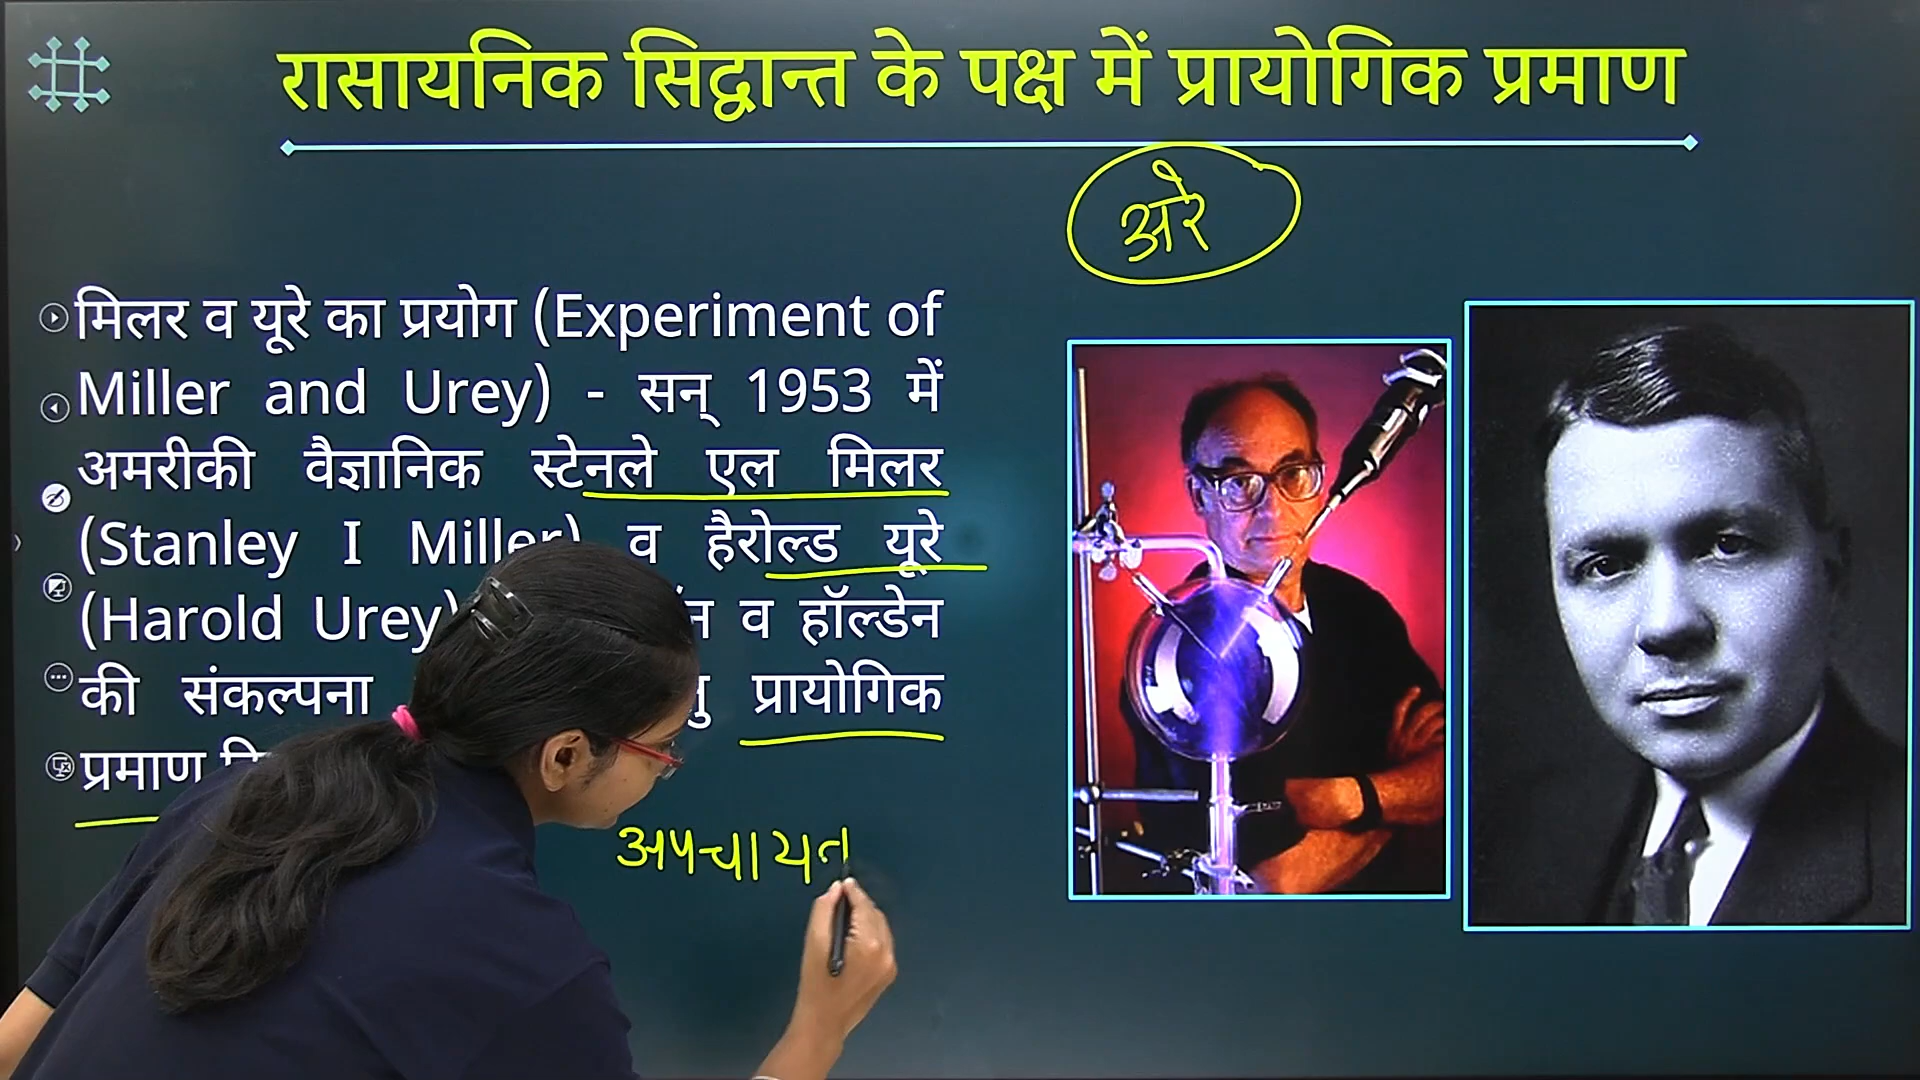 रासायनिक सिद्वान्त के पक्ष में प्रायोगिक प्रमाण
अरे
मिलर व यूरे का प्रयोग (Experiment of
Miller and Urey) - सन् 1953 में
अमरीकी वैज्ञानिक स्टेनले एल मिलर
(Stanley I Miller) व हैरोल्ड यूरे
(Harold Urey) व हॉल्डेन
की संकल्पना प्रायोगिक
प्रमाण
अपचायत